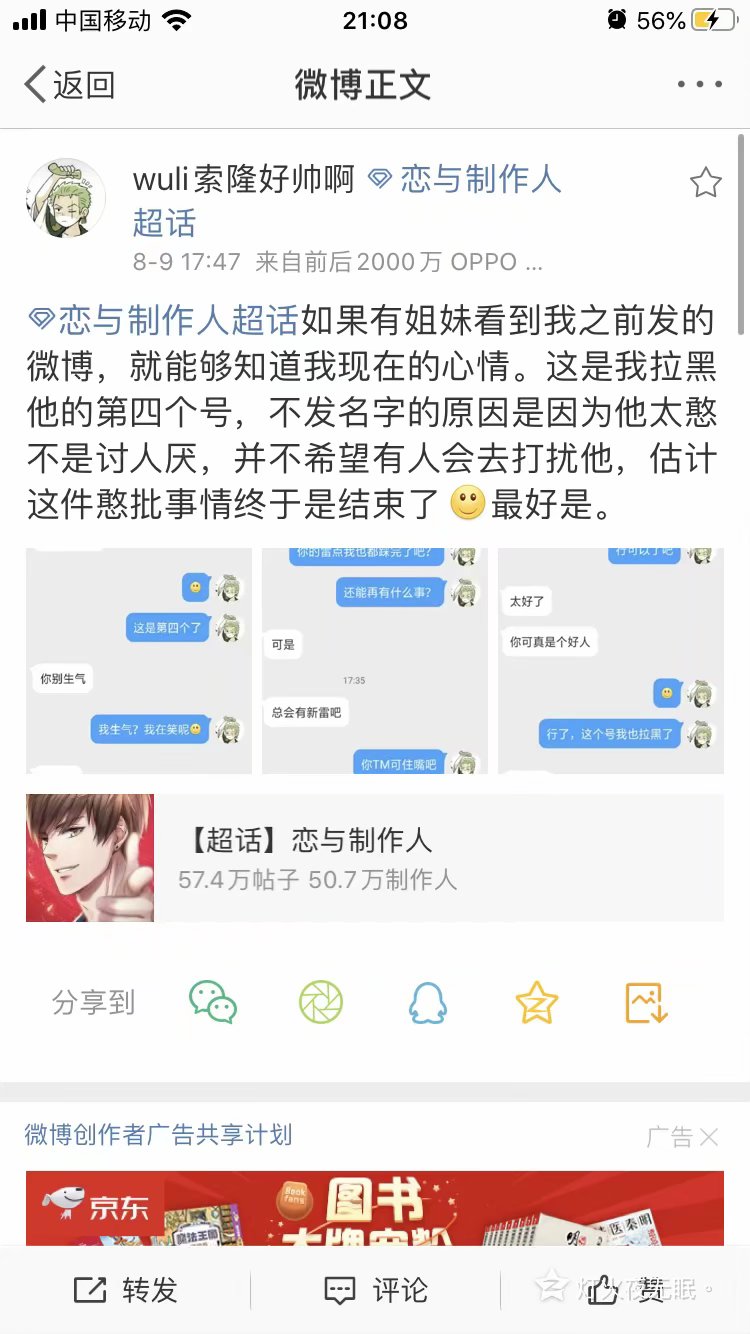 中国移动 21:08 56%
返回 微博正文
wuli索隆好帅啊 恋与制作人
超话
8-9 17:47 来自前后2000万 OPPO ...
恋与制作人超话如果有姐妹看到我之前发的
微博，就能够知道我现在的心情。这是我拉黑
他的第四个号，不发名字的原因是因为他太憨
不是讨人厌，并不希望有人会去打扰他，估计
这件憨批事情终于是结束了 最好是。
这是第四个了
你别生气
我生气？我在笑呢
你的雷点我也都踩完了吧？
还能再有什么事？
可是
17:35
总会有新雷吧
你TM可住嘴吧
行可以了吧
太好了
你可真是个好人
行了，这个号我也拉黑了
【超话】恋与制作人
57.4万帖子 50.7万制作人
分享到
微博创作者广告共享计划
广告
Book fans
京东
图书
魔法王国
医秦明
转发 评论 赞